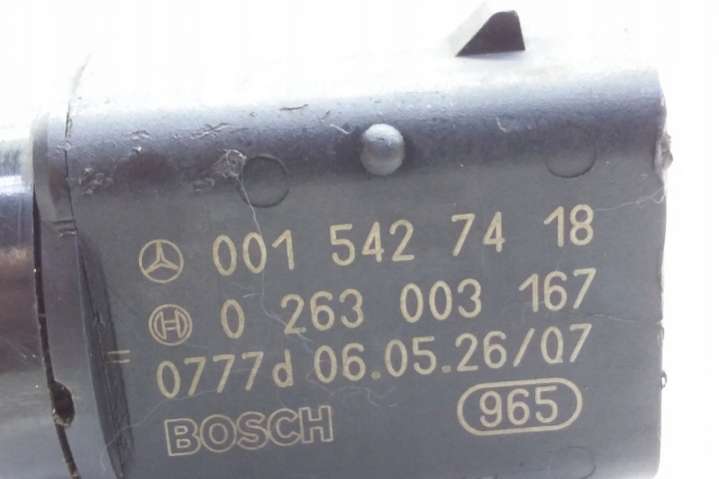 001 542 74 18
0 263 003 167
0777d 06.05.26/07
BOSCH 965